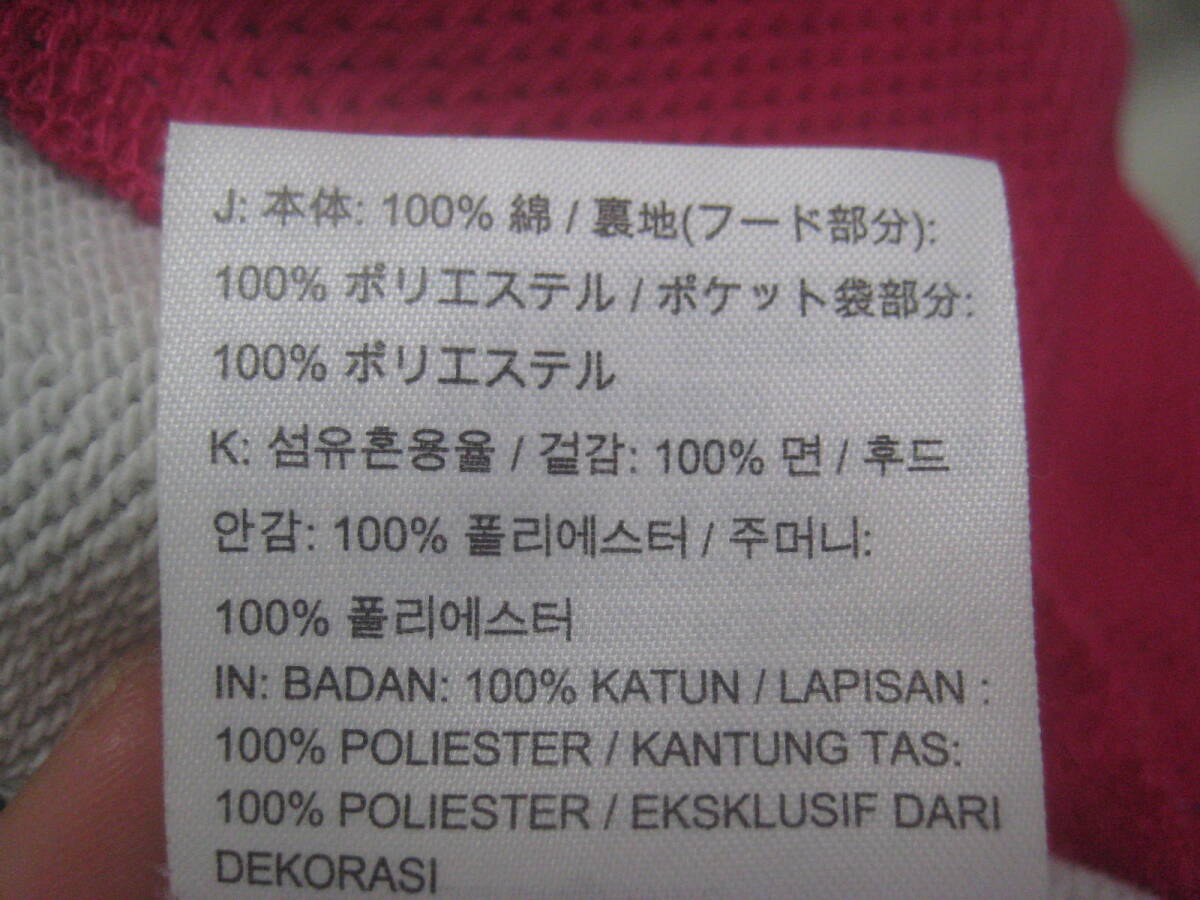 J: 本体: 100% 綿 / 裏地(フード部分):
100% ポリエステル / ポケット袋部分:
100% ポリエステル
K: 섬유혼용율 / 겉감: 100% 면 / 후드
안감: 100% 폴리에스터 / 주머니:
100% 폴리에스터
IN: BADAN: 100% KATUN / LAPISAN :
100% POLIESTER / KANTUNG TAS:
100% POLIESTER / EKSKLUSIF DARI
DEKORASI